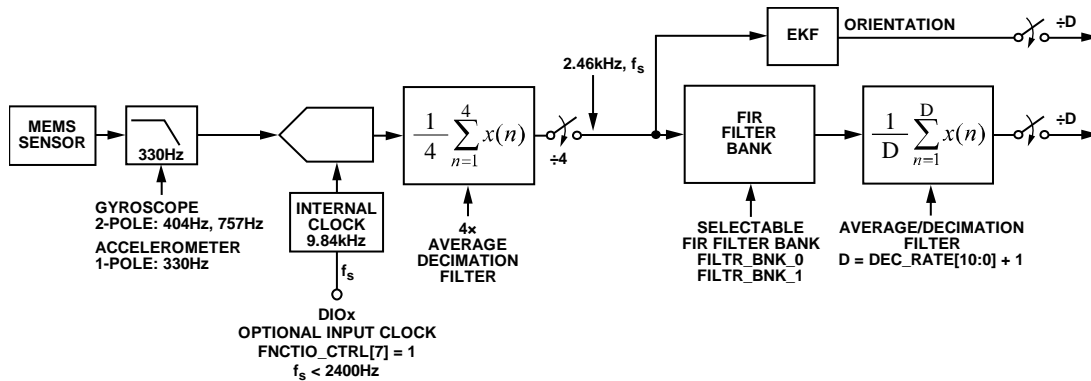 MEMS
SENSOR
330Hz
GYROSCOPE
2-POLE: 404Hz, 757Hz
ACCELEROMETER
1-POLE: 330Hz
INTERNAL
CLOCK
9.84kHz
fs
DIOx
OPTIONAL INPUT CLOCK
FNCTIO_CTRL[7] = 1
fs < 2400Hz
1/4 4∑n=1 x(n)
÷4
4×
AVERAGE
DECIMATION
FILTER
2.46kHz, fs
EKF
ORIENTATION
÷D
FIR
FILTER
BANK
SELECTABLE
FIR FILTER BANK
FILTR_BNK_0
FILTR_BNK_1
1/D D∑n=1 x(n)
÷D
AVERAGE/DECIMATION
FILTER
D = DEC_RATE[10:0] + 1